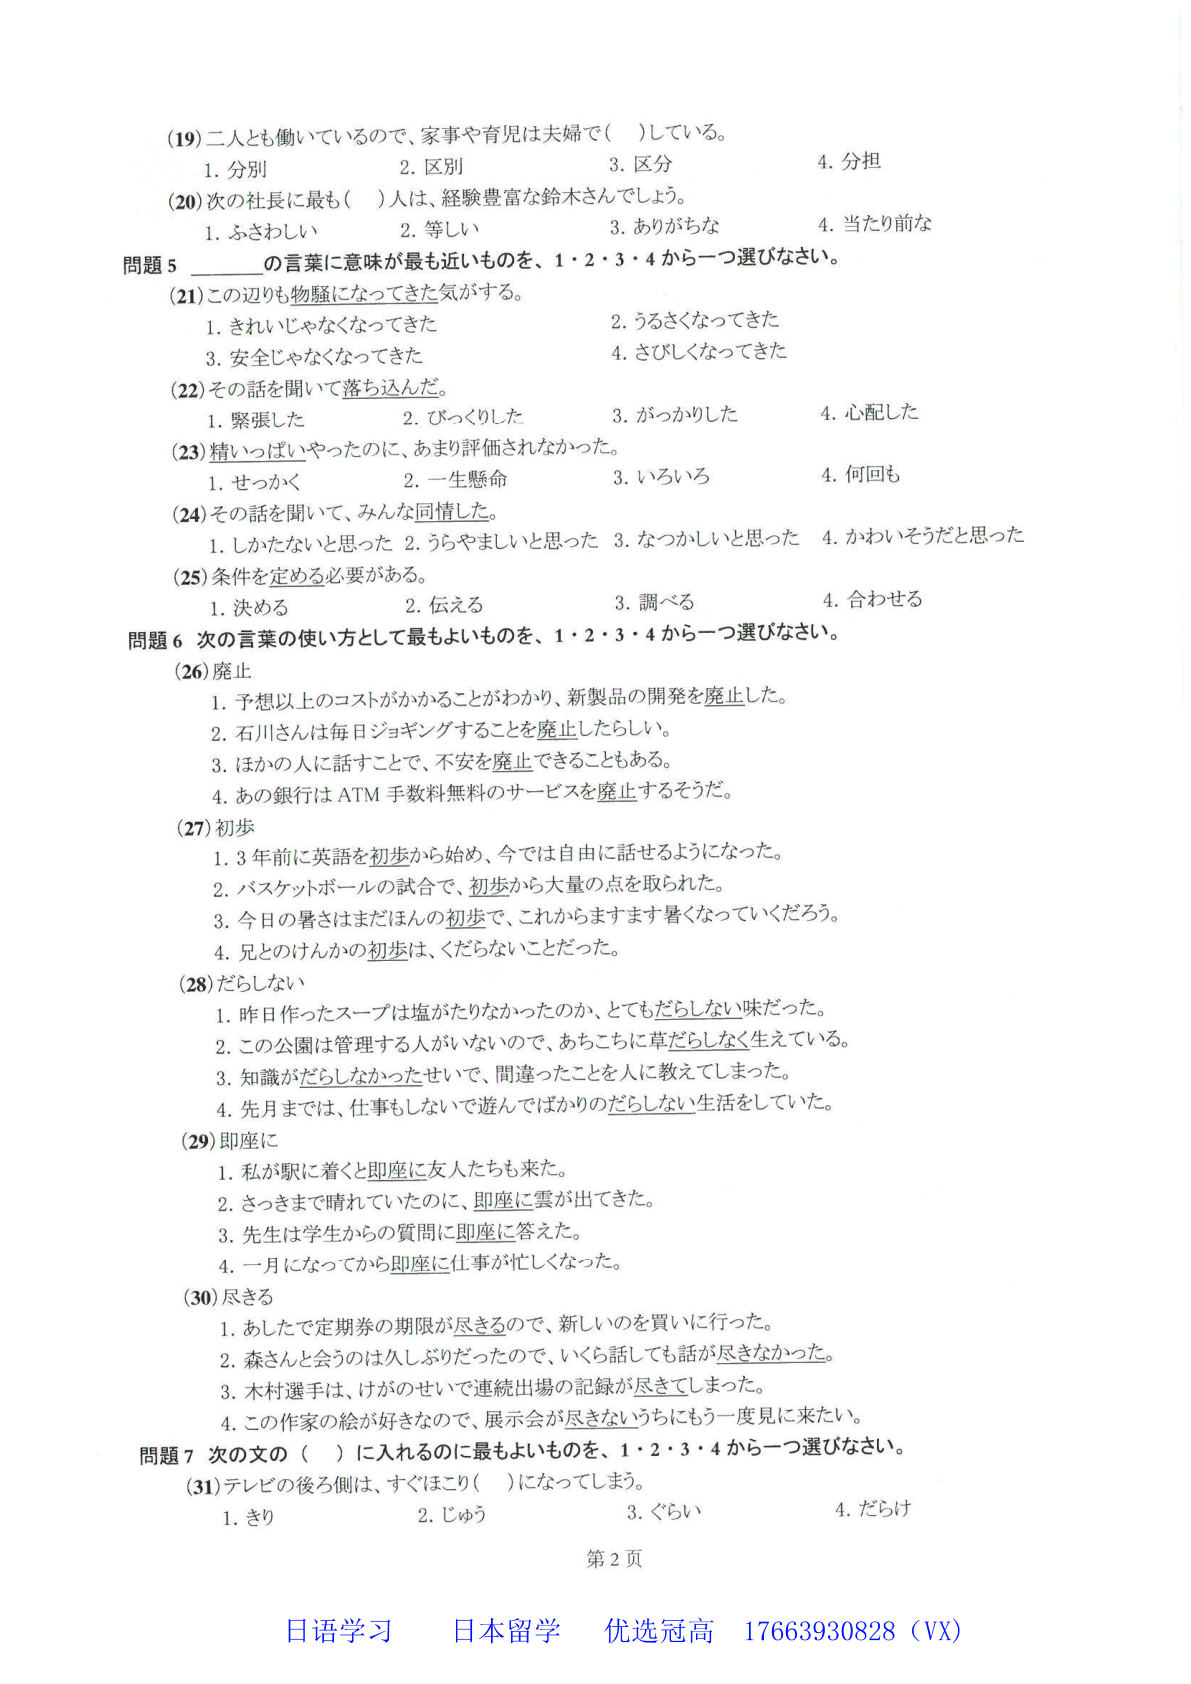 (19)二人とも働いているので、家事や育児は夫婦で(　)している。
1. 分別　2. 区別　3. 区分　4. 分担
(20)次の社長に最も(　)人は、経験豊富な鈴木さんでしょう。
1. ふさわしい　2. 等しい　3. ありがちな　4. 当たり前な
問題5 ______の言葉に意味が最も近いものを、1・2・3・4から一つ選びなさい。
(21)この辺りも物騒になってきた気がする。
1. きれいじゃなくなってきた　2. うるさくなってきた
3. 安全じゃなくなってきた　4. さびしくなってきた
(22)その話を聞いて落ち込んだ。
1. 緊張した　2. びっくりした　3. がっかりした　4. 心配した
(23)精いっぱいやったのに、あまり評価されなかった。
1. せっかく　2. 一生懸命　3. いろいろ　4. 何回も
(24)その話を聞いて、みんな同情した。
1. しかたないと思った　2. うらやましいと思った　3. なつかしいと思った　4. かわいそうだと思った
(25)条件を定める必要がある。
1. 決める　2. 伝える　3. 調べる　4. 合わせる
問題6 次の言葉の使い方として最もよいものを、1・2・3・4から一つ選びなさい。
(26)廃止
1. 予想以上のコストがかかることがわかり、新製品の開発を廃止した。
2. 石川さんは毎日ジョギングすることを廃止したらしい。
3. ほかの人に話すことで、不安を廃止できることもある。
4. あの銀行は ATM 手数料無料のサービスを廃止するそうだ。
(27)初歩
1. 3年前に英語を初歩から始め、今では自由に話せるようになった。
2. バスケットボールの試合で、初歩から大量の点を取られた。
3. 今日の暑さはまだほんの初歩で、これからますます暑くなっていくだろう。
4. 兄とのけんかの初歩は、くだらないことだった。
(28)だらしない
1. 昨日作ったスープは塩がたりなかったのか、とてもだらしない味だった。
2. この公園は管理する人がいないので、あちこちに草だらしなく生えている。
3. 知識がだらしなかったせいで、間違ったことを人に教えてしまった。
4. 先月までは、仕事もしないで遊んでばかりのだらしない生活をしていた。
(29)即座に
1. 私が駅に着くと即座に友人たちも来た。
2. さっきまで晴れていたのに、即座に雲が出てきた。
3. 先生は学生からの質問に即座に答えた。
4. 一月になってから即座に仕事が忙しくなった。
(30)尽きる
1. あしたで定期券の期限が尽きるので、新しいのを買いに行った。
2. 森さんと会うのは久しぶりだったので、いくら話しても話が尽きなかった。
3. 木村選手は、けがのせいで連続出場の記録が尽きてしまった。
4. この作家の絵が好きなので、展示会が尽きないうちにもう一度見に来たい。
問題7 次の文の（　）に入れるのに最もよいものを、1・2・3・4から一つ選びなさい。
(31)テレビの後ろ側は、すぐほこり(　)になってしまう。
1. きり　2. じゅう　3. ぐらい　4. だらけ
第2页
日语学习　日本留学　优选冠高　17663930828（VX）